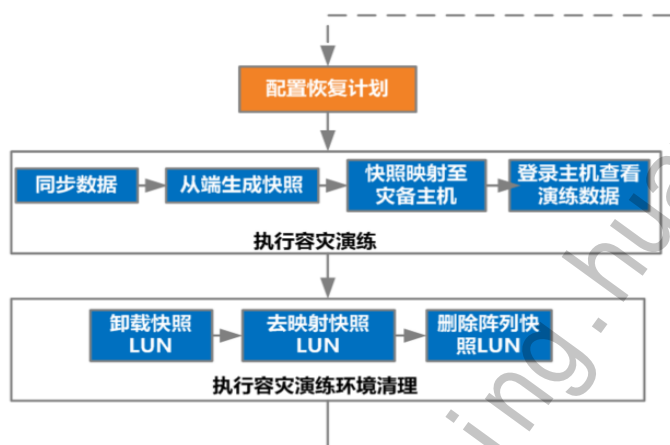 配置恢复计划
同步数据
从端生成快照
快照映射至
灾备主机
登录主机查看
演练数据
执行容灾演练
卸载快照
LUN
去映射快照
LUN
删除阵列快
照LUN
执行容灾演练环境清理
ing.hua